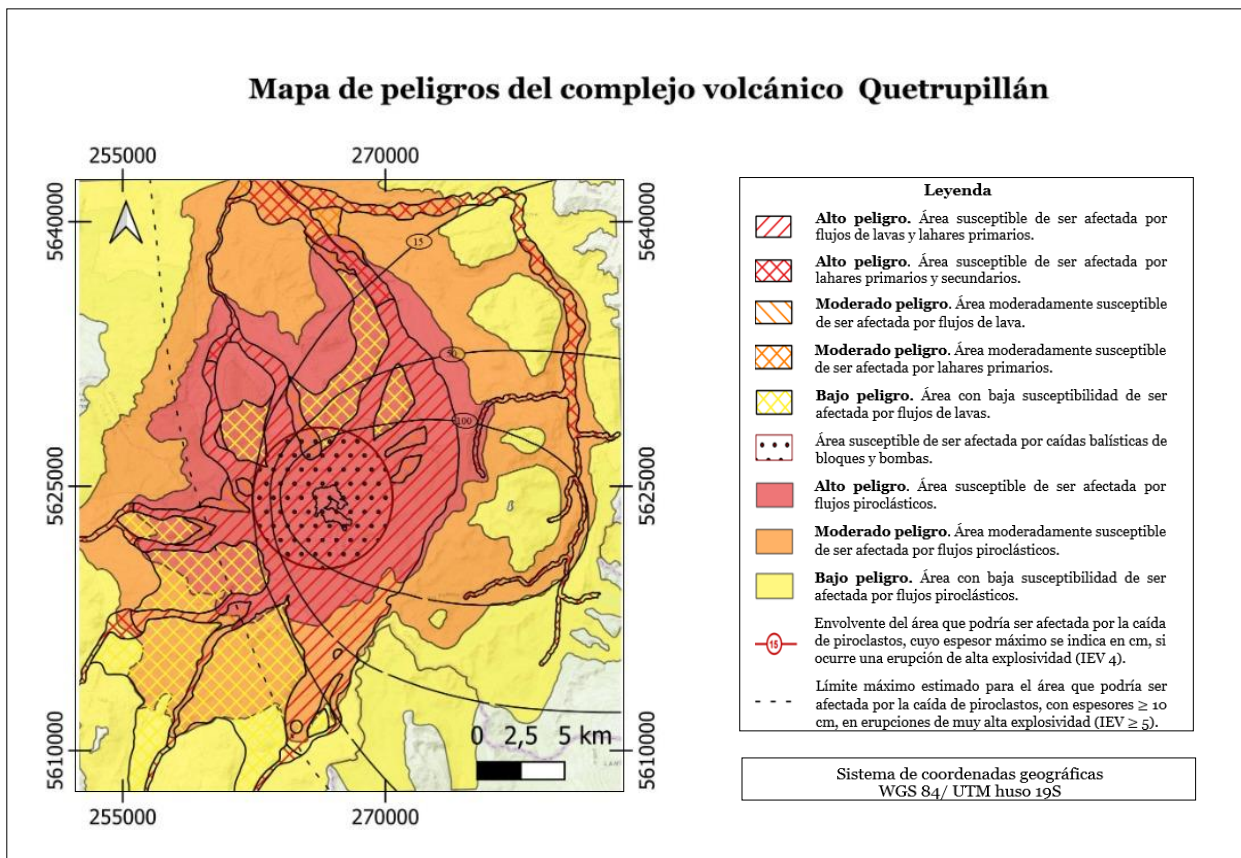 Mapa de peligros del complejo volcánico Quetrupillán
255000 270000
5640000 5640000
15
50
100
5625000 5625000
5610000 5610000
0 2,5 5 km
255000 270000
Leyenda
Alto peligro. Área susceptible de ser afectada por
flujos de lavas y lahares primarios.
Alto peligro. Área susceptible de ser afectada por
lahares primarios y secundarios.
Moderado peligro. Área moderadamente susceptible
de ser afectada por flujos de lava.
Moderado peligro. Área moderadamente susceptible
de ser afectada por lahares primarios.
Bajo peligro. Área con baja susceptibilidad de ser
afectada por flujos de lavas.
Área susceptible de ser afectada por caídas balísticas de
bloques y bombas.
Alto peligro. Área susceptible de ser afectada por
flujos piroclásticos.
Moderado peligro. Área moderadamente susceptible
de ser afectada por flujos piroclásticos.
Bajo peligro. Área con baja susceptibilidad de ser
afectada por flujos piroclásticos.
Envolvente del área que podría ser afectada por la caída
15 de piroclastos, cuyo espesor máximo se indica en cm, si
ocurre una erupción de alta explosividad (IEV 4).
Límite máximo estimado para el área que podría ser
afectada por la caída de piroclastos, con espesores ≥ 10
cm, en erupciones de muy alta explosividad (IEV ≥ 5).
Sistema de coordenadas geográficas
WGS 84/ UTM huso 19S